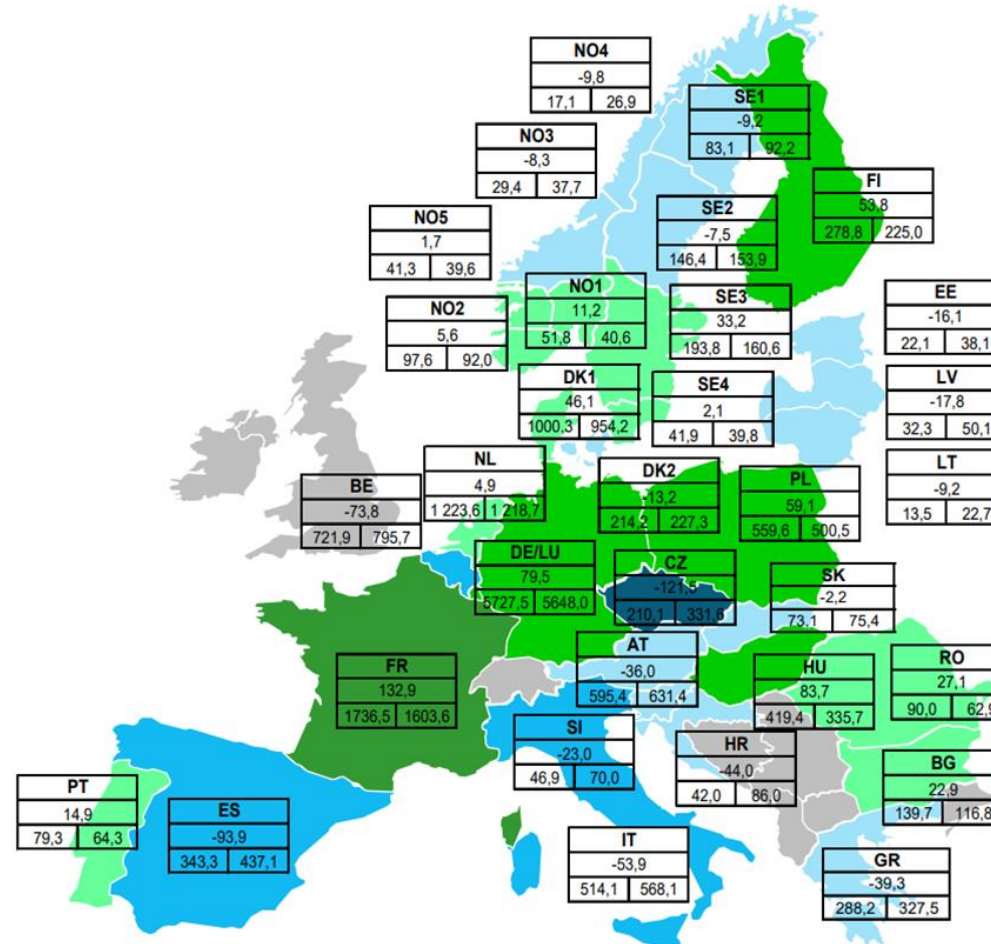 NO4
-9,8
17,1 26,9
SE1
-9,2
83,1 92,2
NO3
-8,3
29,4 37,7
FI
53,8
278,8 225,0
SE2
-7,5
146,4 153,9
NO5
1,7
41,3 39,6
NO1
11,2
51,8 40,6
SE3
33,2
193,8 160,6
EE
-16,1
22,1 38,1
NO2
5,6
97,6 92,0
DK1
46,1
1000,3 954,2
SE4
2,1
41,9 39,8
LV
-17,8
32,3 50,1
NL
4,9
1 223,6 1 218,7
LT
-9,2
13,5 22,7
DK2
-13,2
214,2 227,3
PL
59,1
559,6 500,5
BE
-73,8
721,9 795,7
DE/LU
79,5
5727,5 5648,0
CZ
-121,5
210,1 331,6
SK
-2,2
73,1 75,4
AT
-36,0
595,4 631,4
FR
132,9
1736,5 1603,6
HU
83,7
419,4 335,7
RO
27,1
90,0 62,9
SI
-23,0
46,9 70,0
HR
-44,0
42,0 86,0
BG
22,9
139,7 116,8
PT
14,9
79,3 64,3
ES
-93,9
343,3 437,1
IT
-53,9
514,1 568,1
GR
-39,3
288,2 327,5